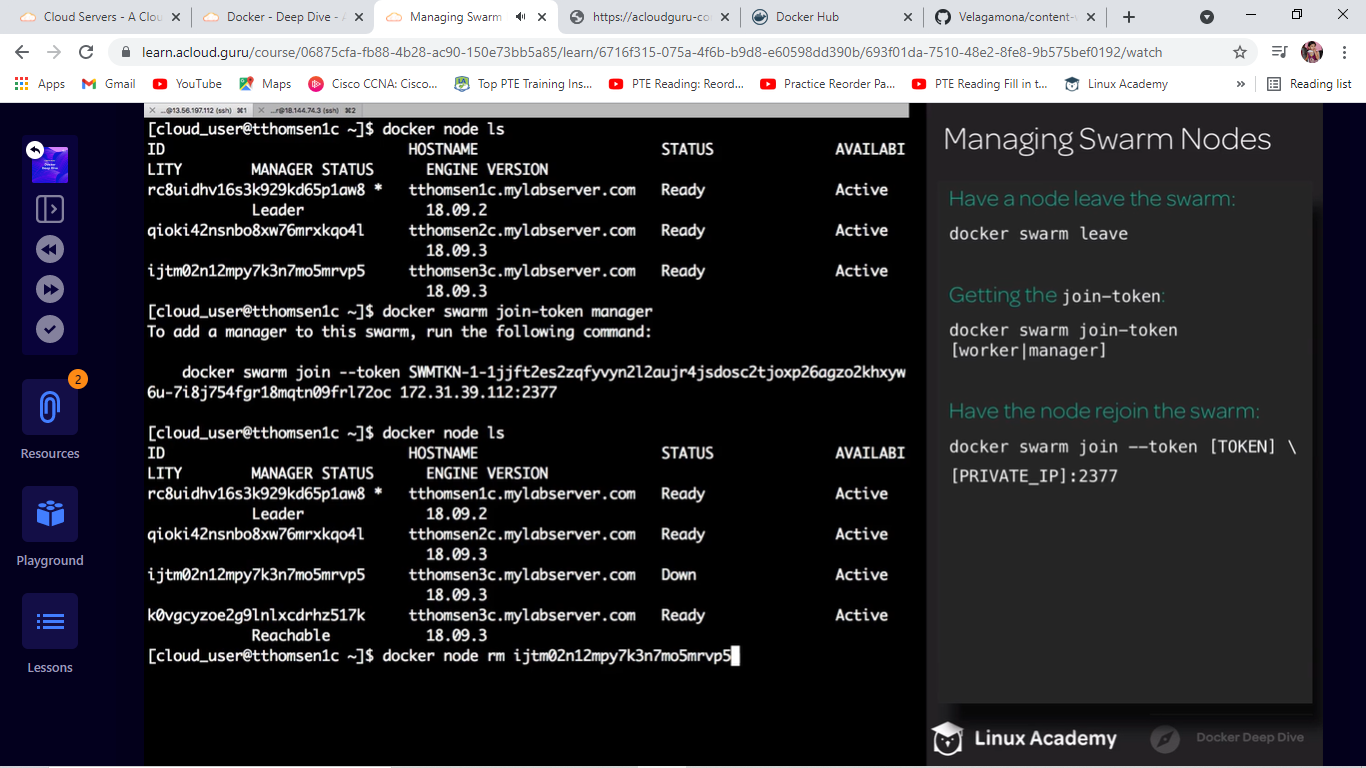 Cloud Servers - A Clou
Docker - Deep Dive - A
Managing Swarm
https://acloudguru-co
Docker Hub
Velagamona/content-
learn.acloud.guru/course/06875cfa-fb88-4b28-ac90-150e73bb5a85/learn/6716f315-075a-4f6b-b9d8-e60598dd390b/693f01da-7510-48e2-8fe8-9b575bef0192/watch
Apps
Gmail
YouTube
Maps
Cisco CCNA: Cisco...
Top PTE Training Ins...
PTE Reading: Reord...
Practice Reorder Pa...
PTE Reading Fill in t...
Linux Academy
»
Reading list
...@13.56.197.112 (ssh) ⌘1
...r@18.144.74.3 (ssh) ⌘2
[cloud_user@tthomsen1c ~]$ docker node ls
ID HOSTNAME STATUS AVAILABI
LITY MANAGER STATUS ENGINE VERSION
rc8uidhv16s3k929kd65p1aw8 * tthomsen1c.mylabserver.com Ready Active
Leader 18.09.2
qioki42nsnbo8xw76mrxkqo4l tthomsen2c.mylabserver.com Ready Active
18.09.3
ijtm02n12mpy7k3n7mo5mrvp5 tthomsen3c.mylabserver.com Ready Active
18.09.3
[cloud_user@tthomsen1c ~]$ docker swarm join-token manager
To add a manager to this swarm, run the following command:
docker swarm join --token SWMTKN-1-1jjft2es2zqfyvyn2l2aujr4jsdosc2tjoxp26agzo2khxyw
6u-7i8j754fgr18mqtn09frl72oc 172.31.39.112:2377
[cloud_user@tthomsen1c ~]$ docker node ls
ID HOSTNAME STATUS AVAILABI
LITY MANAGER STATUS ENGINE VERSION
rc8uidhv16s3k929kd65p1aw8 * tthomsen1c.mylabserver.com Ready Active
Leader 18.09.2
qioki42nsnbo8xw76mrxkqo4l tthomsen2c.mylabserver.com Ready Active
18.09.3
ijtm02n12mpy7k3n7mo5mrvp5 tthomsen3c.mylabserver.com Down Active
18.09.3
k0vgcyzoe2g9lnlxcdrhz517k tthomsen3c.mylabserver.com Ready Active
Reachable 18.09.3
[cloud_user@tthomsen1c ~]$ docker node rm ijtm02n12mpy7k3n7mo5mrvp5
2
Resources
Playground
Lessons
Managing Swarm Nodes
Have a node leave the swarm:
docker swarm leave
Getting the join-token:
docker swarm join-token
[worker|manager]
Have the node rejoin the swarm:
docker swarm join --token [TOKEN] \
[PRIVATE_IP]:2377
Linux Academy
Docker Deep Dive